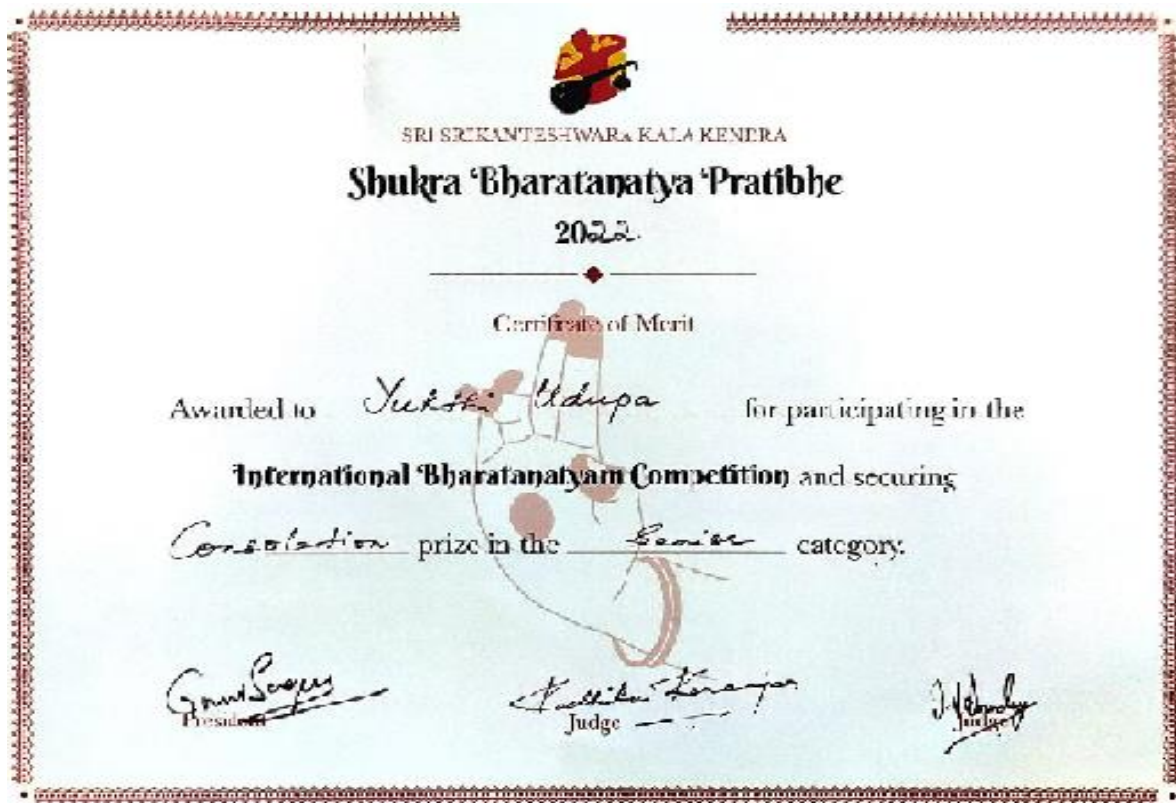 SRI SRIKANTESHWARA KALA KENDRA
Shukra Bharatanatya Pratibhe
2022
Certificate of Merit
Awarded to Yukthi Udupa for participating in the
International Bharatanatyam Competition and securing
Consolation prize in the Senior category.
President
Judge
Judge